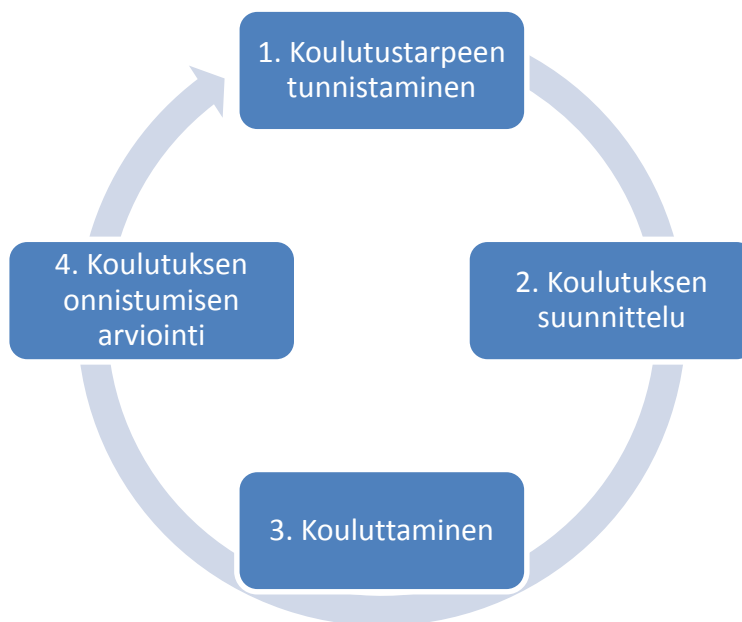 1. Koulutustarpeen
tunnistaminen
2. Koulutuksen
suunnittelu
3. Kouluttaminen
4. Koulutuksen
onnistumisen
arviointi